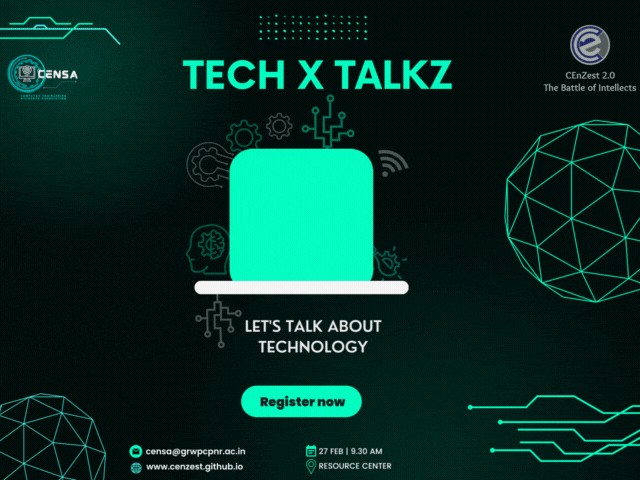 CENSA
CEnZest 2.0
The Battle of Intellects
TECH X TALKZ
LET'S TALK ABOUT
TECHNOLOGY
Register now
censa@grwpcpnr.ac.in
www.cenzest.github.io
27 FEB | 9.30 AM
RESOURCE CENTER